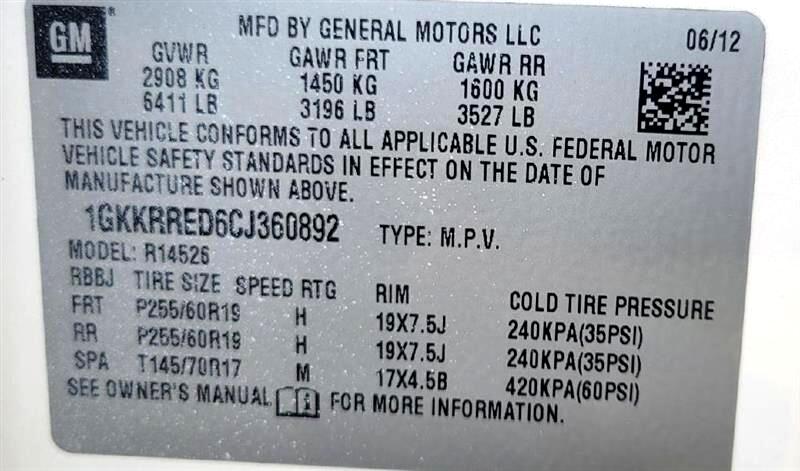 GM
MFD BY GENERAL MOTORS LLC 06/12
GVWR GAWR FRT GAWR RR
2908 KG 1450 KG 1600 KG
6411 LB 3196 LB 3527 LB
THIS VEHICLE CONFORMS TO ALL APPLICABLE U.S. FEDERAL MOTOR
VEHICLE SAFETY STANDARDS IN EFFECT ON THE DATE OF
MANUFACTURE SHOWN ABOVE.
1GKKRRED6CJ360892 TYPE: M.P.V.
MODEL: R14526
RBBJ TIRE SIZE SPEED RTG RIM COLD TIRE PRESSURE
FRT P255/60R19 H 19X7.5J 240KPA(35PSI)
RR P255/60R19 H 19X7.5J 240KPA(35PSI)
SPA T145/70R17 M 17X4.5B 420KPA(60PSI)
SEE OWNER'S MANUAL FOR MORE INFORMATION.